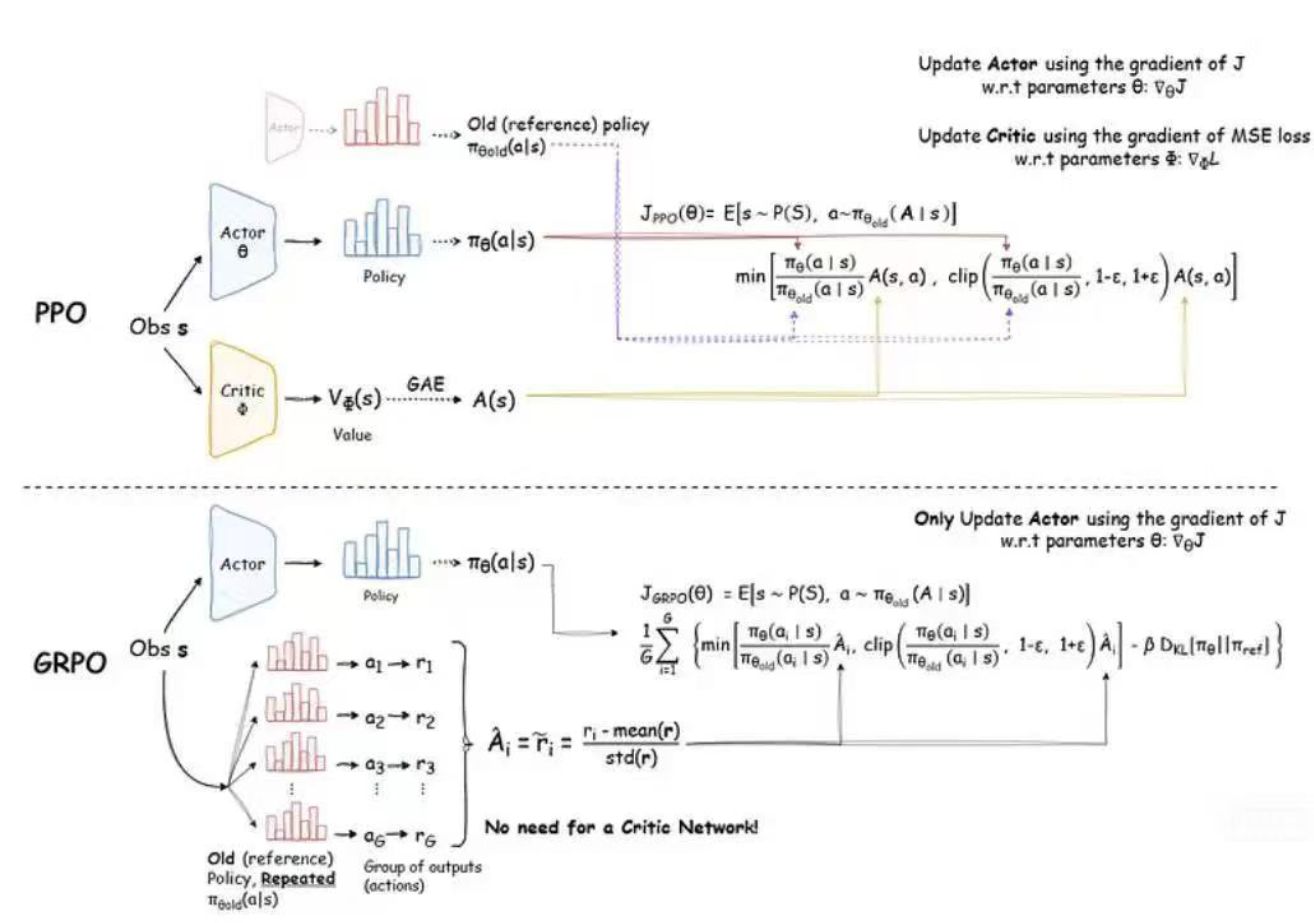 Update Actor using the gradient of J
w.r.t parameters θ: ∇θJ
Update Critic using the gradient of MSE loss
w.r.t parameters Φ: ∇ΦL
Actor
Old (reference) policy
πθold(a|s)
Actor
θ
Policy
πθ(a|s)
JPPO(θ)= E[s ~ P(S), a~πθold(A | s)]
min[πθ(a | s)/πθold(a | s) A(s, a) , clip(πθ(a | s)/πθold(a | s), 1-ε, 1+ε) A(s, a)]
PPO
Obs s
Critic
Φ
VΦ(s)
Value
GAE
A(s)
Only Update Actor using the gradient of J
w.r.t parameters θ: ∇θJ
Actor
Policy
πθ(a|s)
JGRPO(θ) = E[s ~ P(S), a ~ πθold(A | s)]
1/G ∑i=1G {min[πθ(ai | s)/πθold(ai | s) Âi, clip(πθ(ai | s)/πθold(ai | s), 1-ε, 1+ε) Âi] - β DKL[πθ||πref] }
GRPO
Obs s
a1 r1
a2 r2
a3 r3
⋮ ⋮ ⋮
aG rG
Âi = r̃i = ri - mean(r)/std(r)
No need for a Critic Network!
Old (reference)
Policy, Repeated
πθold(a|s)
Group of outputs
(actions)